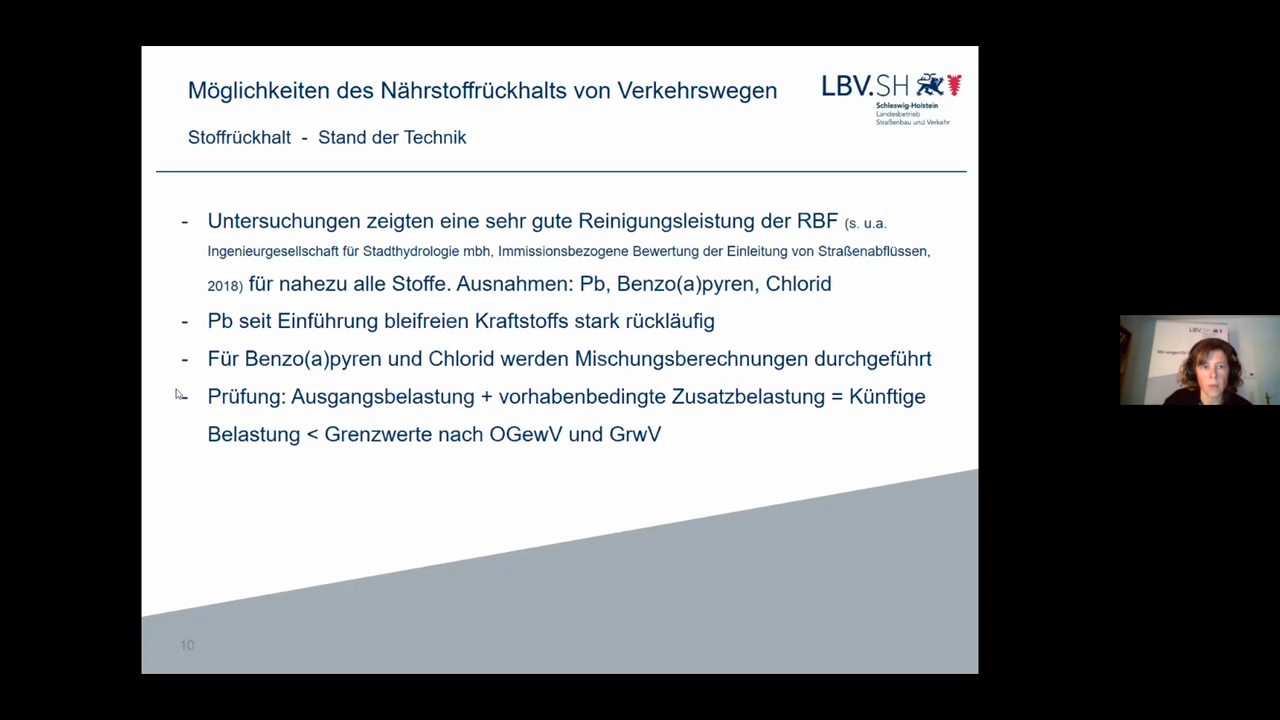 Möglichkeiten des Nährstoffrückhalts von Verkehrswegen
LBV.SH
Schleswig-Holstein
Landesbetrieb
Straßenbau und Verkehr
Stoffrückhalt - Stand der Technik
- Untersuchungen zeigten eine sehr gute Reinigungsleistung der RBF (s. u.a.
Ingenieurgesellschaft für Stadthydrologie mbh, Immissionsbezogene Bewertung der Einleitung von Straßenabflüssen,
2018) für nahezu alle Stoffe. Ausnahmen: Pb, Benzo(a)pyren, Chlorid
- Pb seit Einführung bleifreien Kraftstoffs stark rückläufig
- Für Benzo(a)pyren und Chlorid werden Mischungsberechnungen durchgeführt
- Prüfung: Ausgangsbelastung + vorhabenbedingte Zusatzbelastung = Künftige
Belastung < Grenzwerte nach OGewV und GrwV
10
LBV.SH